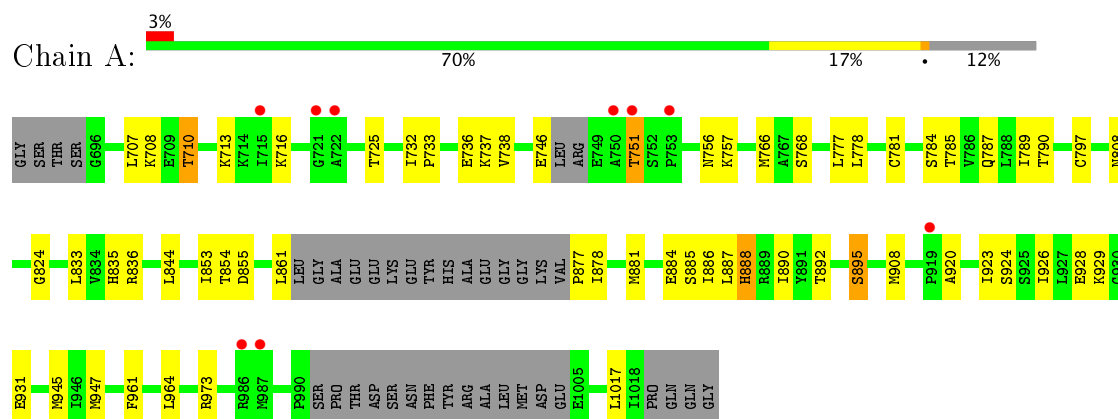 3%
Chain A:
70% 17% • 12%
GLY SER THR SER G696 L707 K708 E709 T710 K713 K714 I715 K716 G721 A722 T725 I732 P733 E736 K737 V738 E746 LEU ARG E749 A750 T751 S752 P753 N756 K757 M766 A767 S768 L777 L778 C781 S784 T785 V786 Q787 L788 I789 T790 C797 N808
G824 L833 V834 H835 R836 L844 I853 T854 D855 L861 LEU GLY ALA GLU GLU LYS GLU TYR HIS ALA GLU GLY GLY LYS VAL P877 I878 M881 E884 S885 I886 L887 H888 R889 I890 Y891 T892 S895 M908 P919 A920 I923 S924 S925 I926 L927 E928 K929
E931 M945 I946 M947 F961 L964 R973 R986 M987 P990 SER PRO THR ASP SER ASN PHE TYR ARG ALA LEU MET ASP GLU E1005 L1017 I1018 PRO GLN GLN GLY